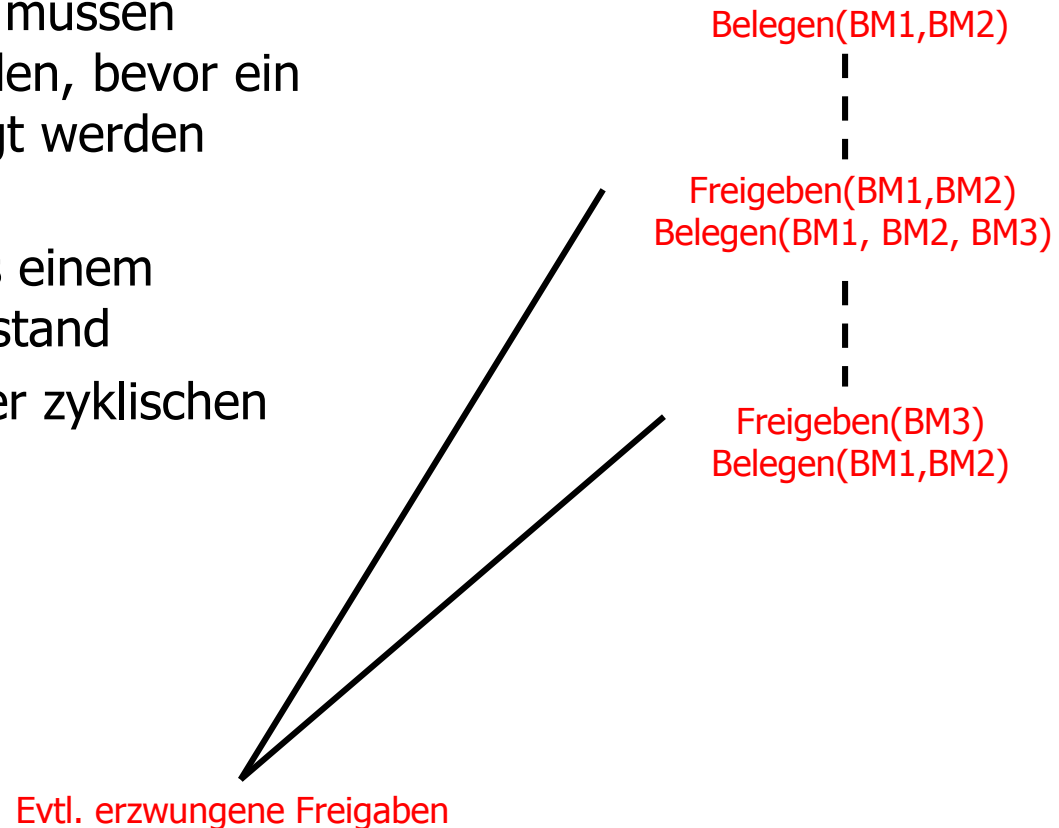 müssen
den, bevor ein
gt werden
s einem
stand
er zyklischen
Belegen(BM1,BM2)
Freigeben(BM1,BM2)
Belegen(BM1, BM2, BM3)
Freigeben(BM3)
Belegen(BM1,BM2)
Evtl. erzwungene Freigaben